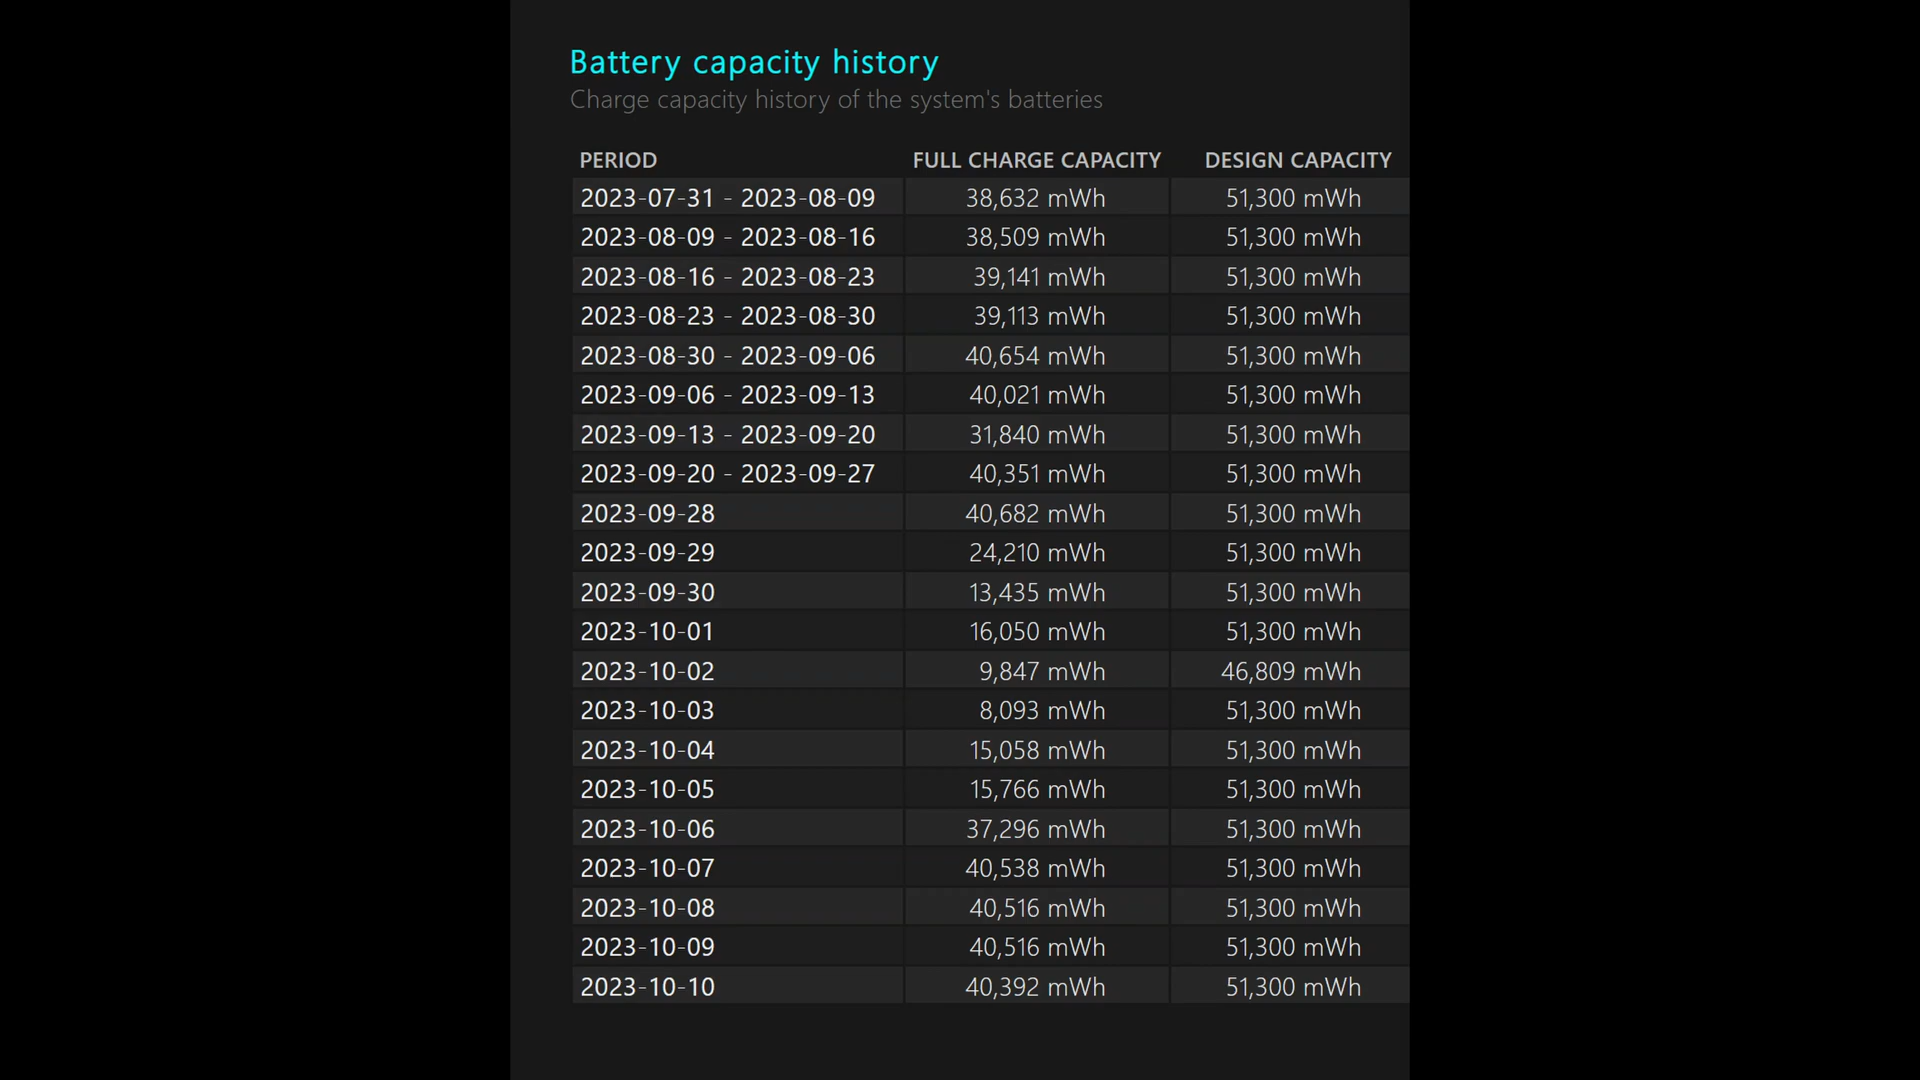 Battery capacity history
Charge capacity history of the system's batteries
PERIOD FULL CHARGE CAPACITY DESIGN CAPACITY
2023-07-31 - 2023-08-09 38,632 mWh 51,300 mWh
2023-08-09 - 2023-08-16 38,509 mWh 51,300 mWh
2023-08-16 - 2023-08-23 39,141 mWh 51,300 mWh
2023-08-23 - 2023-08-30 39,113 mWh 51,300 mWh
2023-08-30 - 2023-09-06 40,654 mWh 51,300 mWh
2023-09-06 - 2023-09-13 40,021 mWh 51,300 mWh
2023-09-13 - 2023-09-20 31,840 mWh 51,300 mWh
2023-09-20 - 2023-09-27 40,351 mWh 51,300 mWh
2023-09-28 40,682 mWh 51,300 mWh
2023-09-29 24,210 mWh 51,300 mWh
2023-09-30 13,435 mWh 51,300 mWh
2023-10-01 16,050 mWh 51,300 mWh
2023-10-02 9,847 mWh 46,809 mWh
2023-10-03 8,093 mWh 51,300 mWh
2023-10-04 15,058 mWh 51,300 mWh
2023-10-05 15,766 mWh 51,300 mWh
2023-10-06 37,296 mWh 51,300 mWh
2023-10-07 40,538 mWh 51,300 mWh
2023-10-08 40,516 mWh 51,300 mWh
2023-10-09 40,516 mWh 51,300 mWh
2023-10-10 40,392 mWh 51,300 mWh